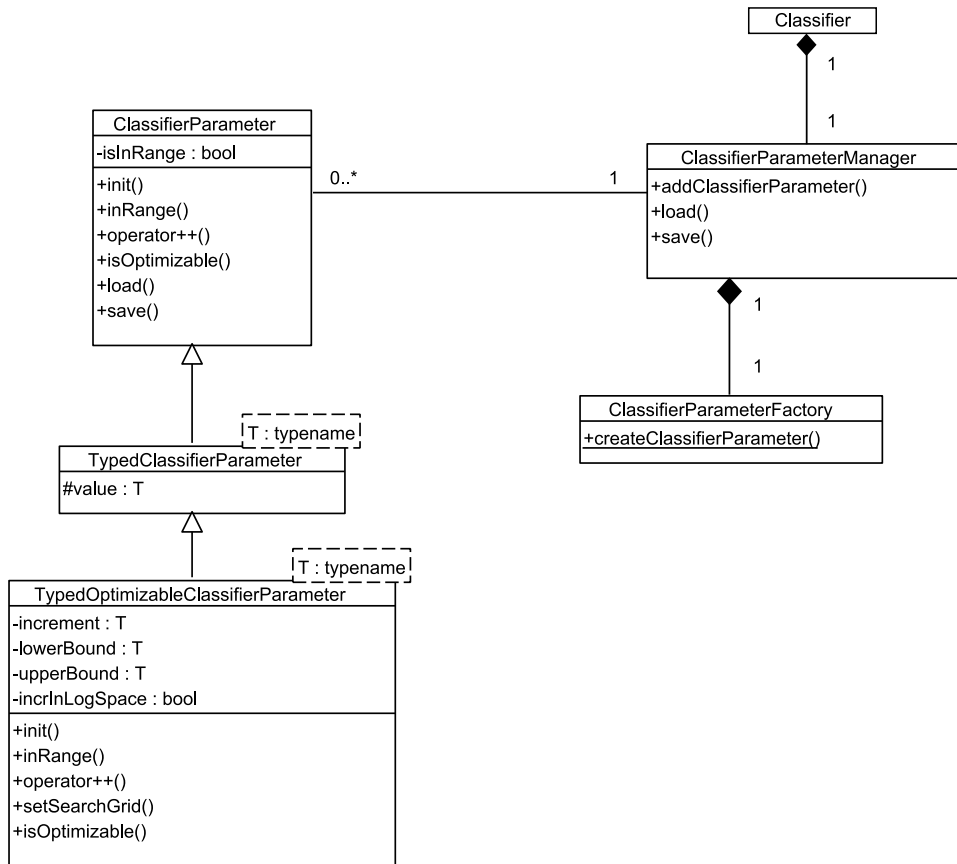 Classifier
1
1
ClassifierParameter
-isInRange : bool
+init()
+inRange()
+operator++()
+isOptimizable()
+load()
+save()
0..*
1
ClassifierParameterManager
+addClassifierParameter()
+load()
+save()
1
1
ClassifierParameterFactory
+createClassifierParameter()
T : typename
TypedClassifierParameter
#value : T
T : typename
TypedOptimizableClassifierParameter
-increment : T
-lowerBound : T
-upperBound : T
-incrInLogSpace : bool
+init()
+inRange()
+operator++()
+setSearchGrid()
+isOptimizable()